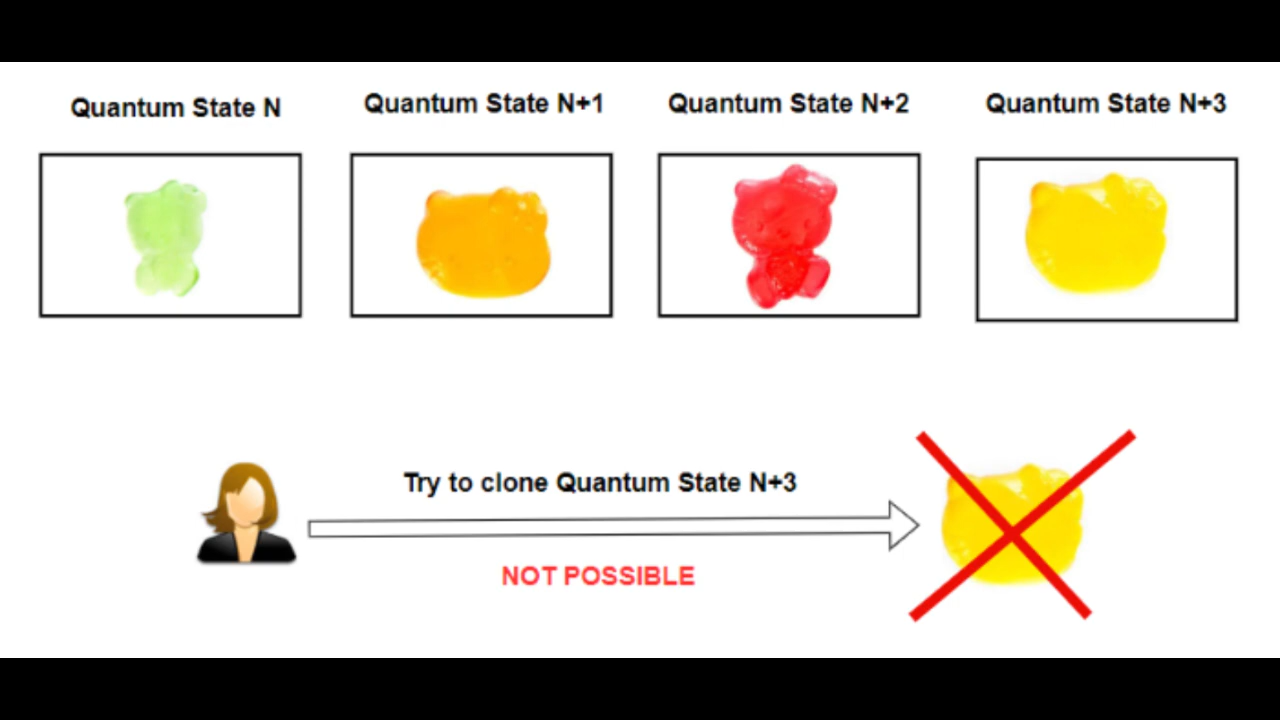 Quantum State N
Quantum State N+1
Quantum State N+2
Quantum State N+3
Try to clone Quantum State N+3
NOT POSSIBLE